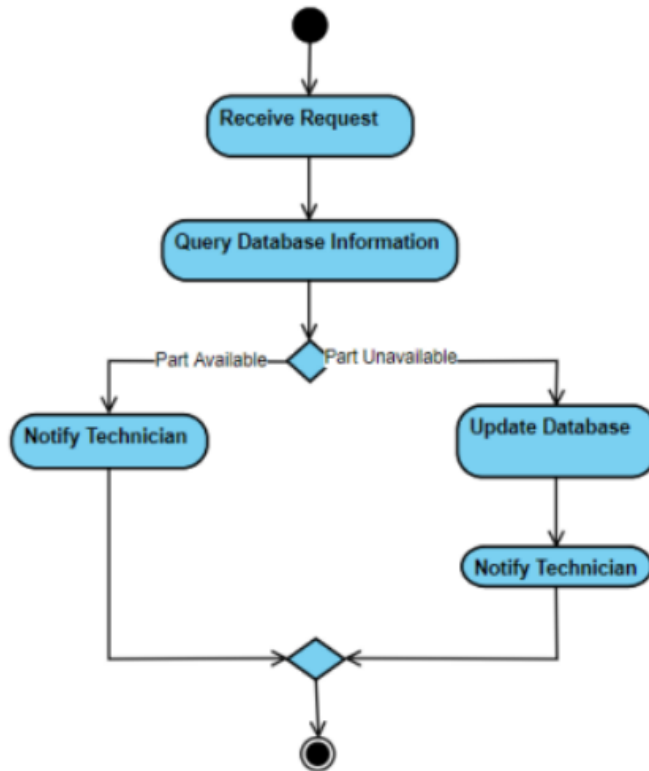 Receive Request
Query Database Information
Part Available
Part Unavailable
Notify Technician
Update Database
Notify Technician